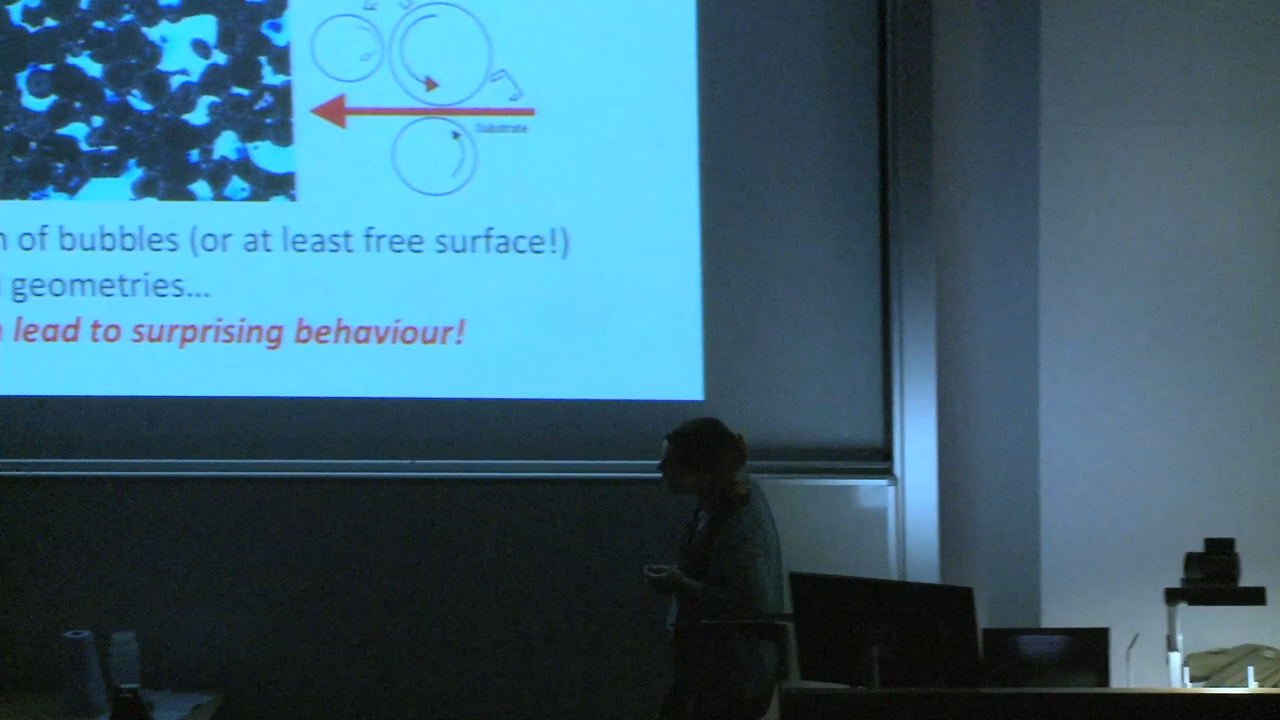 Substrate
of bubbles (or at least free surface!)
geometries...
lead to surprising behaviour!